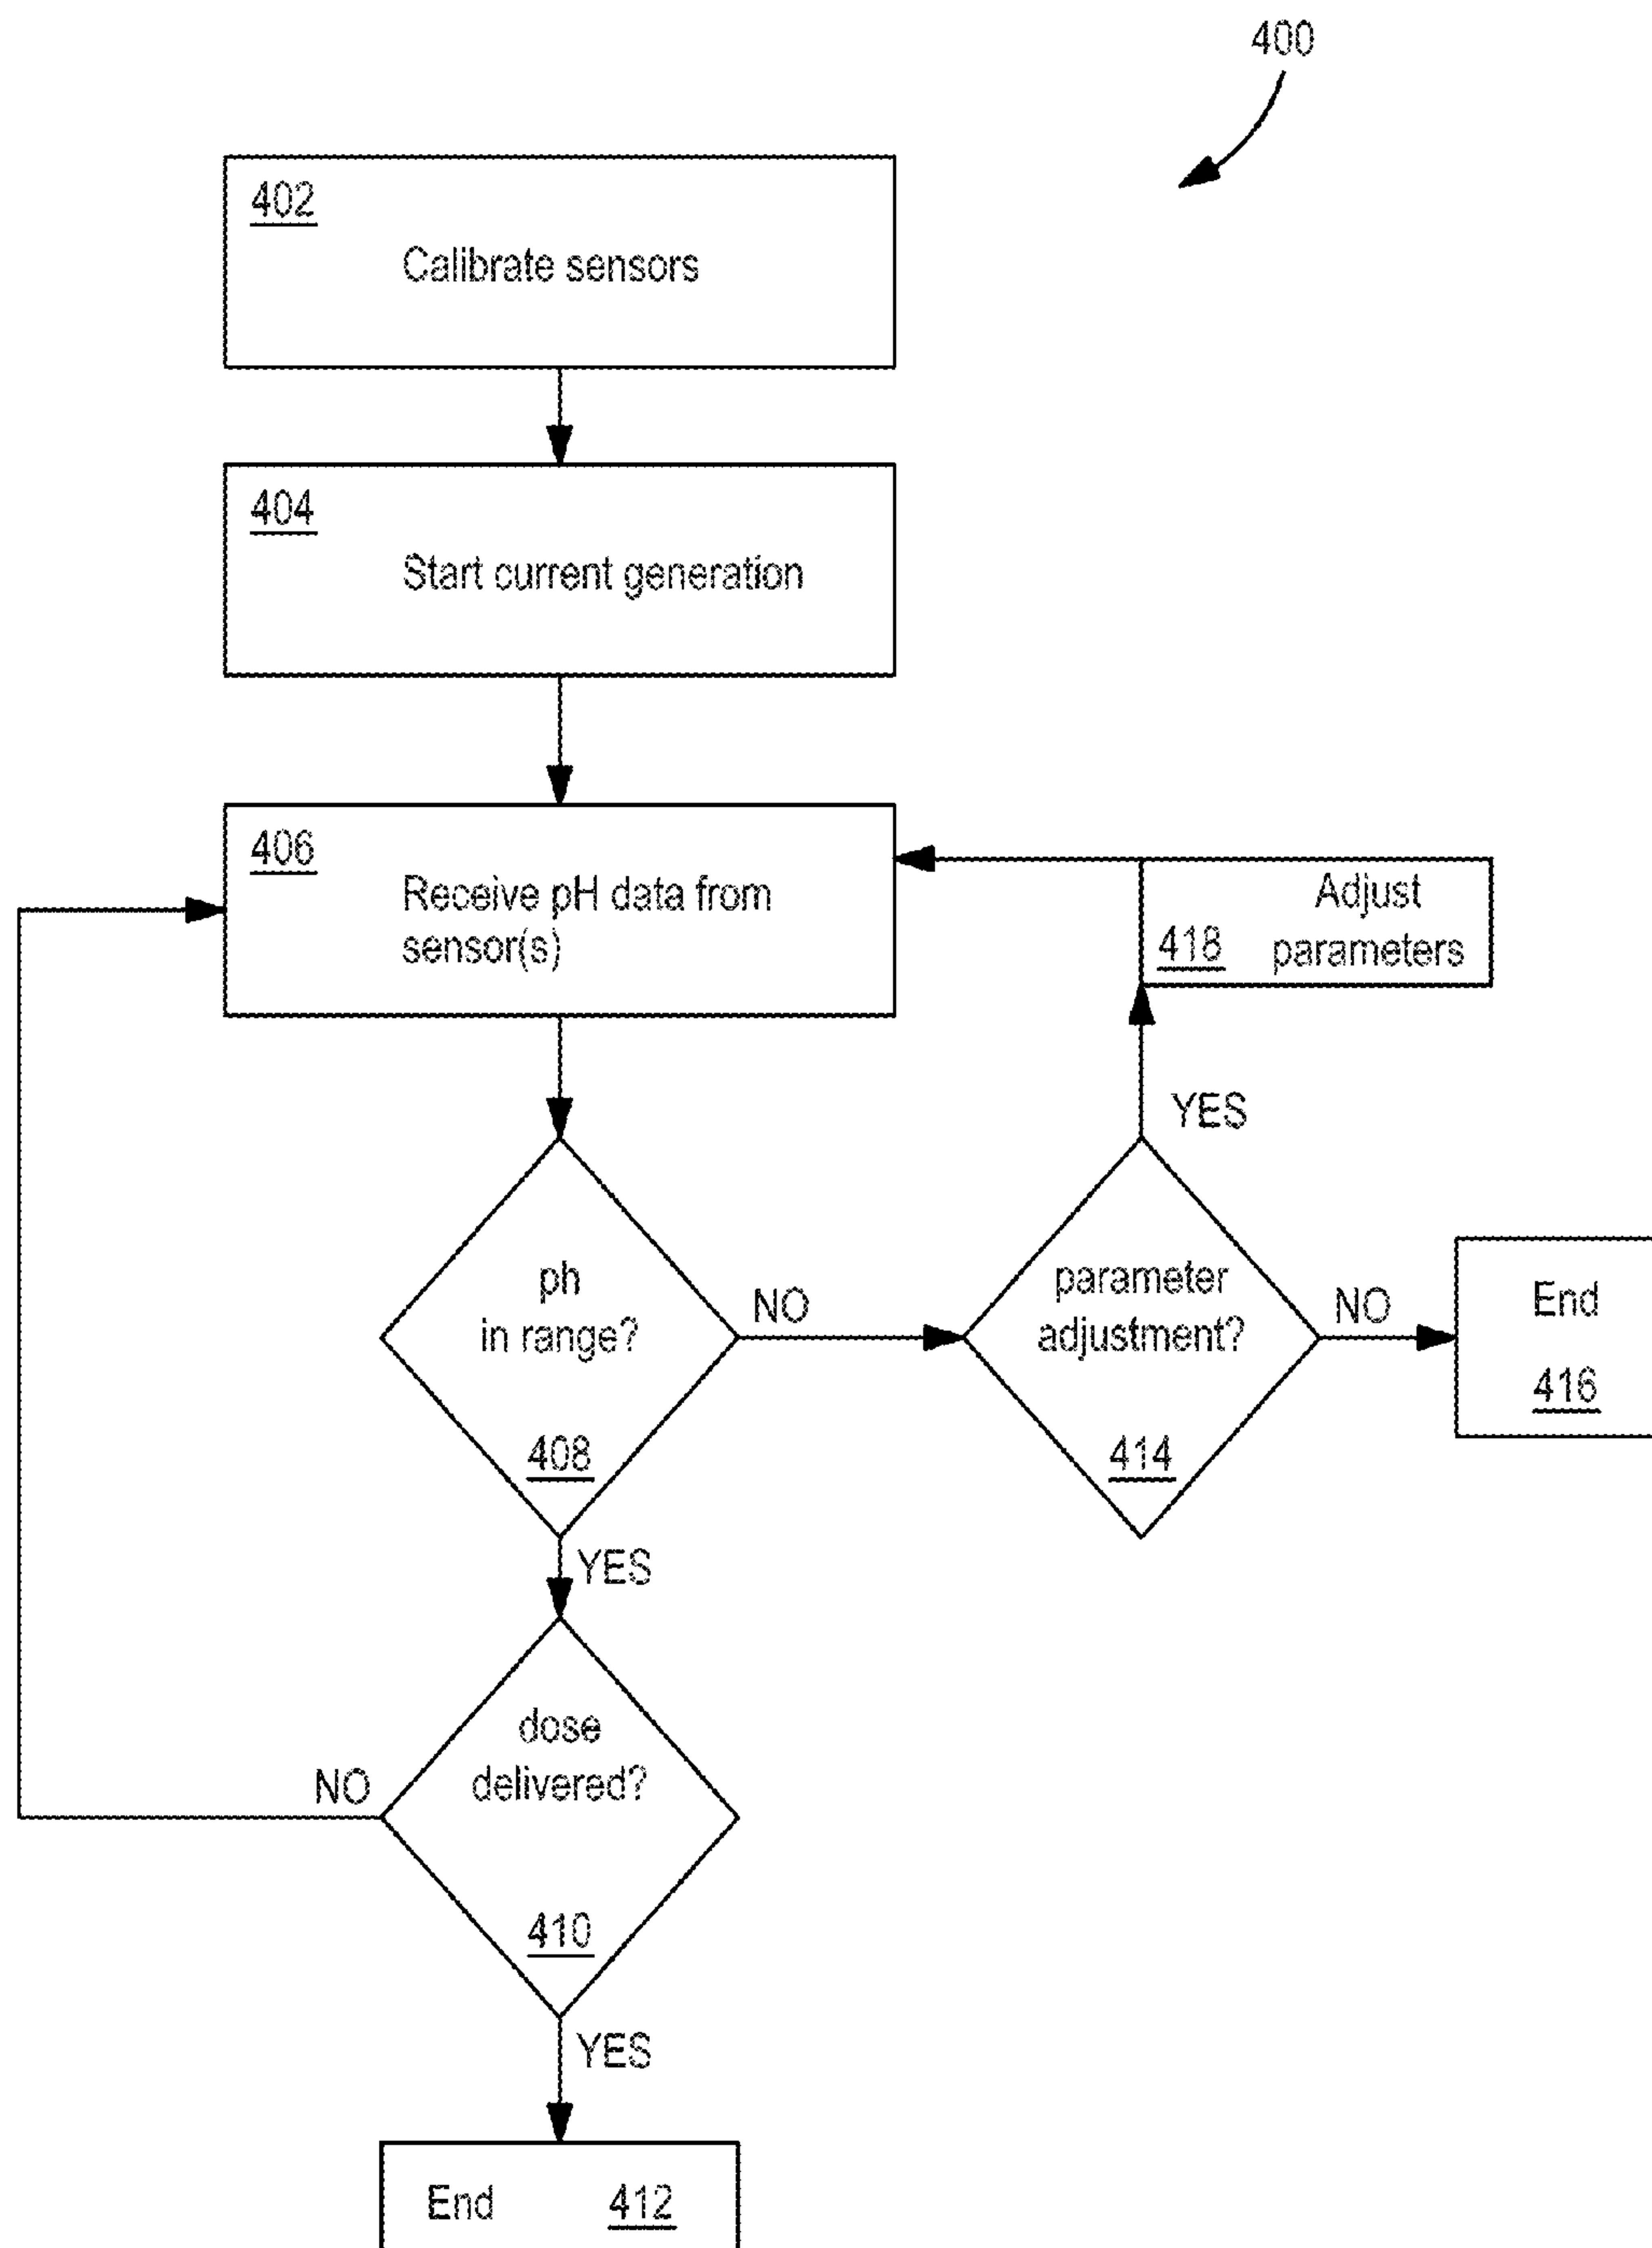 400
402
Calibrate sensors
404
Start current generation
406
Receive pH data from
sensor(s)
Adjust
418 parameters
YES
ph
in range?
408
NO
parameter
adjustment?
414
NO
End
416
YES
dose
delivered?
410
NO
YES
End 412